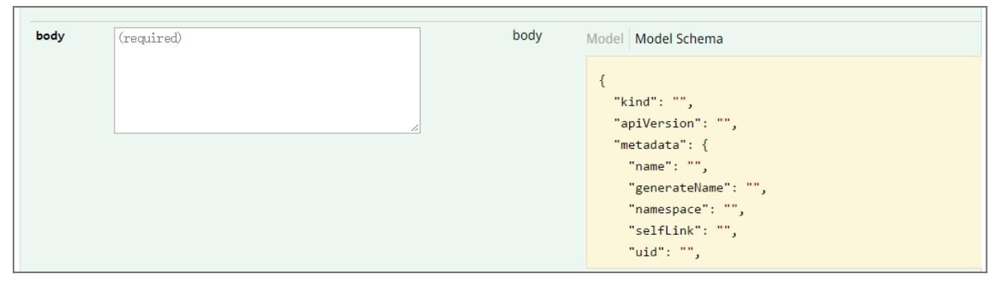 body (required) body Model Model Schema
{
"kind": "",
"apiVersion": "",
"metadata": {
"name": "",
"generateName": "",
"namespace": "",
"selfLink": "",
"uid": "",